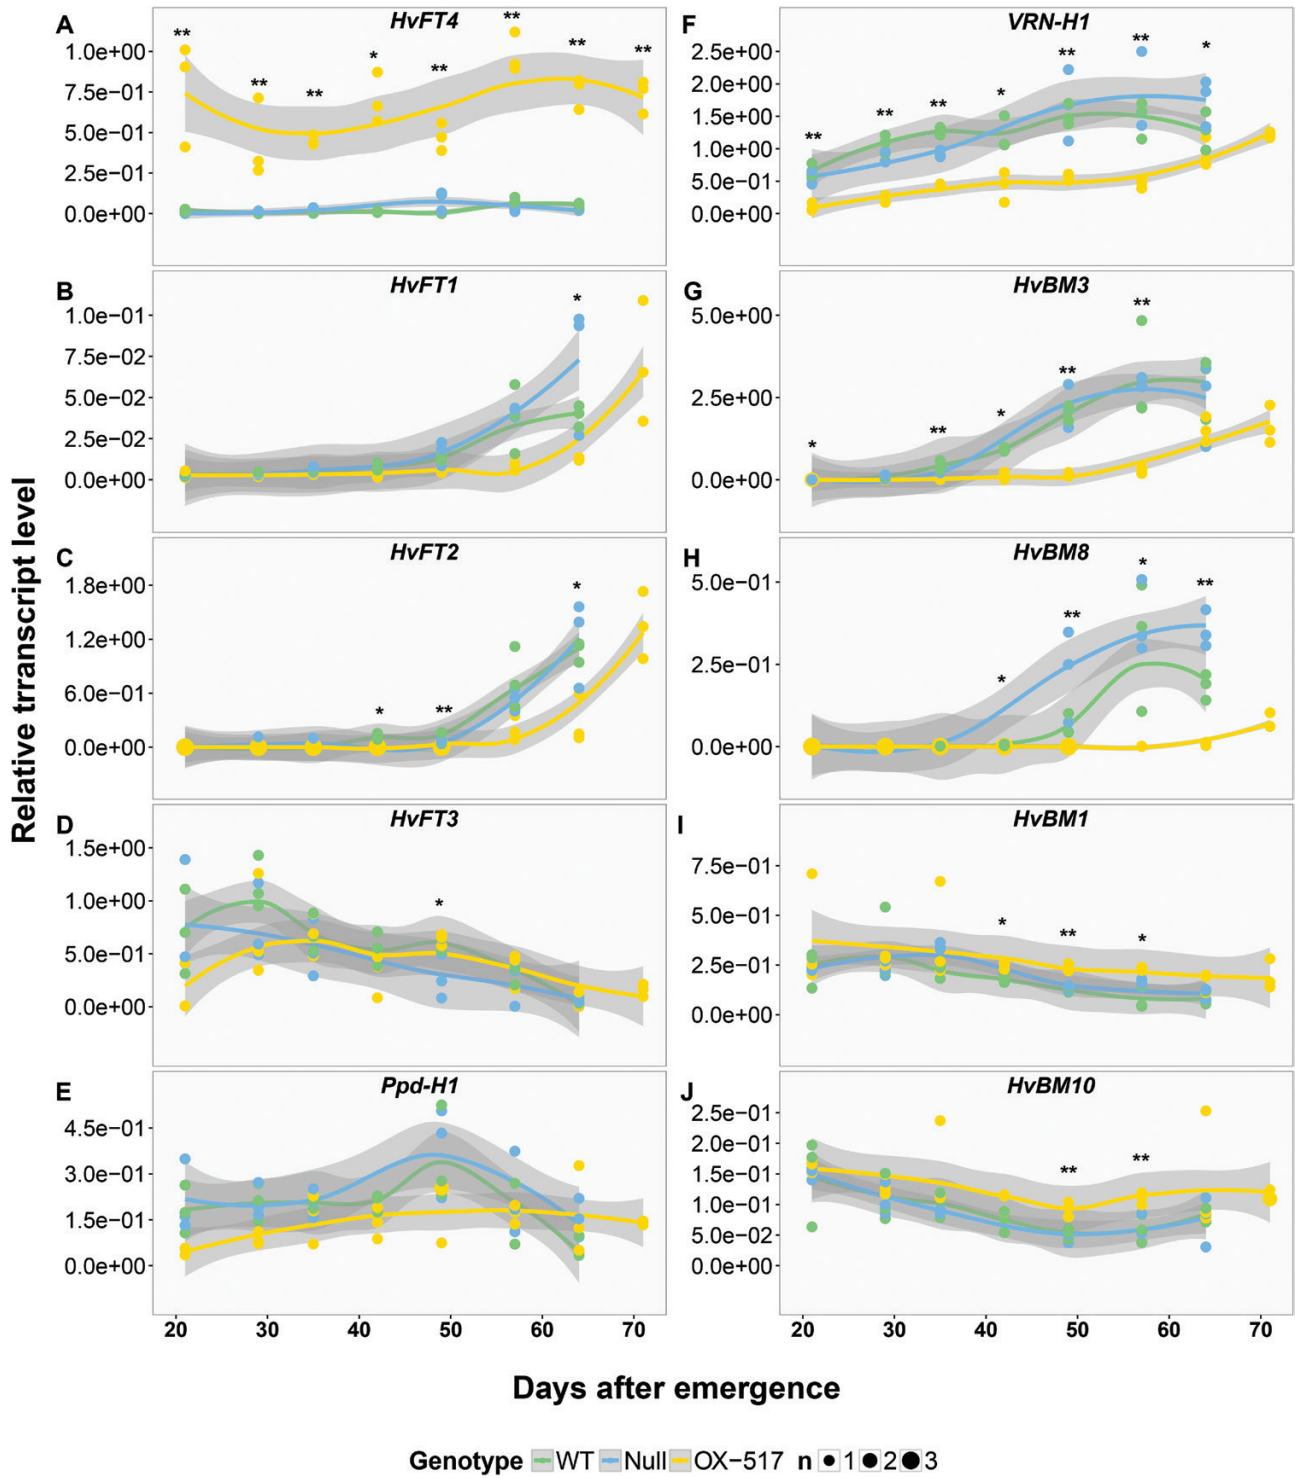 Relative trranscript level
A
HvFT4
** ** ** * ** ** ** **
1.0e+00
7.5e−01
5.0e−01
2.5e−01
0.0e+00
B
HvFT1
*
1.0e−01
7.5e−02
5.0e−02
2.5e−02
0.0e+00
C
HvFT2
* ** *
1.8e+00
1.2e+00
6.0e−01
0.0e+00
D
HvFT3
*
1.5e+00
1.0e+00
5.0e−01
0.0e+00
E
Ppd-H1
4.5e−01
3.0e−01
1.5e−01
0.0e+00
20 30 40 50 60 70
F
VRN-H1
** ** ** * ** ** *
2.5e+00
2.0e+00
1.5e+00
1.0e+00
5.0e−01
0.0e+00
G
HvBM3
* ** * ** **
5.0e+00
2.5e+00
0.0e+00
H
HvBM8
* ** * **
5.0e−01
2.5e−01
0.0e+00
I
HvBM1
* ** *
7.5e−01
5.0e−01
2.5e−01
0.0e+00
J
HvBM10
** **
2.5e−01
2.0e−01
1.5e−01
1.0e−01
5.0e−02
0.0e+00
20 30 40 50 60 70
Days after emergence
Genotype WT Null OX−517 n 1 2 3